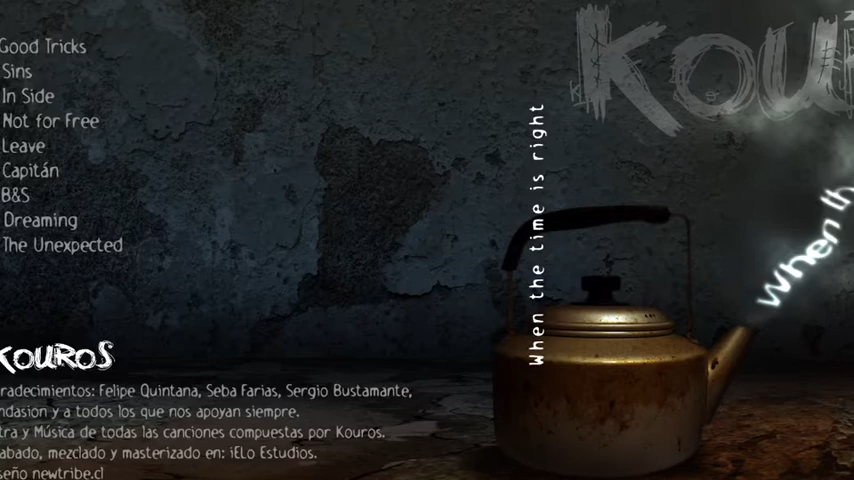 Good Tricks
Sins
In Side
Not for Free
Leave
Capitán
B&S
Dreaming
The Unexpected
KOUROS
radecimientos: Felipe Quintana, Seba Farias, Sergio Bustamante,
ndasion y a todos los que nos apoyan siempre.
tra y Música de todas las canciones compuestas por Kouros.
abado, mezclado y masterizado en: iELo Estudios.
seño newtribe.cl
When the time is right
Kou
When th